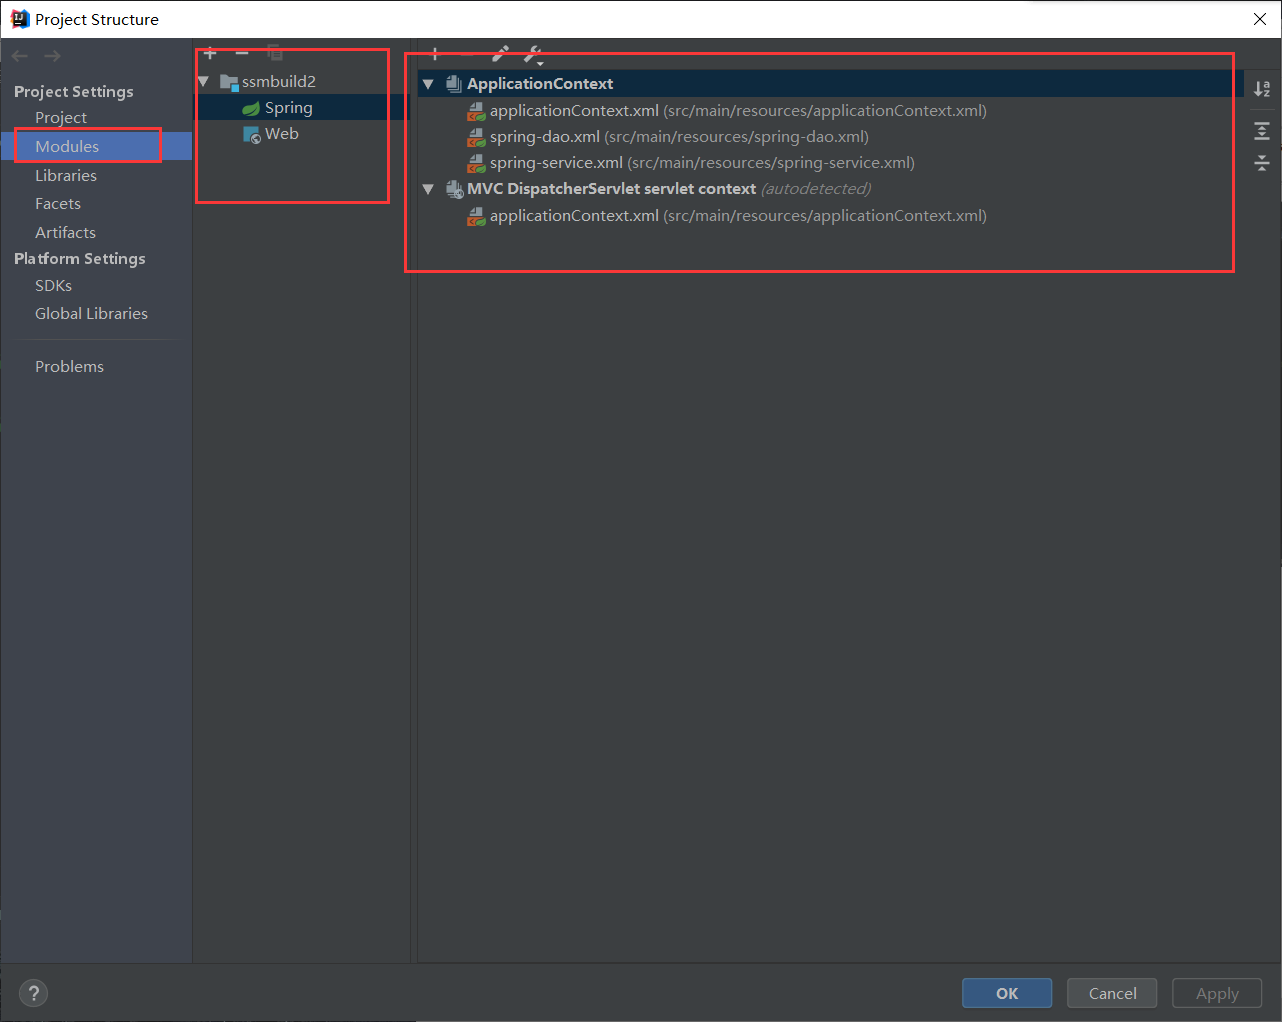 Project Structure
Project Settings
Project
Modules
Libraries
Facets
Artifacts
Platform Settings
SDKs
Global Libraries
Problems
ssmbuild2
Spring
Web
ApplicationContext
applicationContext.xml (src/main/resources/applicationContext.xml)
spring-dao.xml (src/main/resources/spring-dao.xml)
spring-service.xml (src/main/resources/spring-service.xml)
MVC DispatcherServlet servlet context (autodetected)
applicationContext.xml (src/main/resources/applicationContext.xml)
?
OK
Cancel
Apply